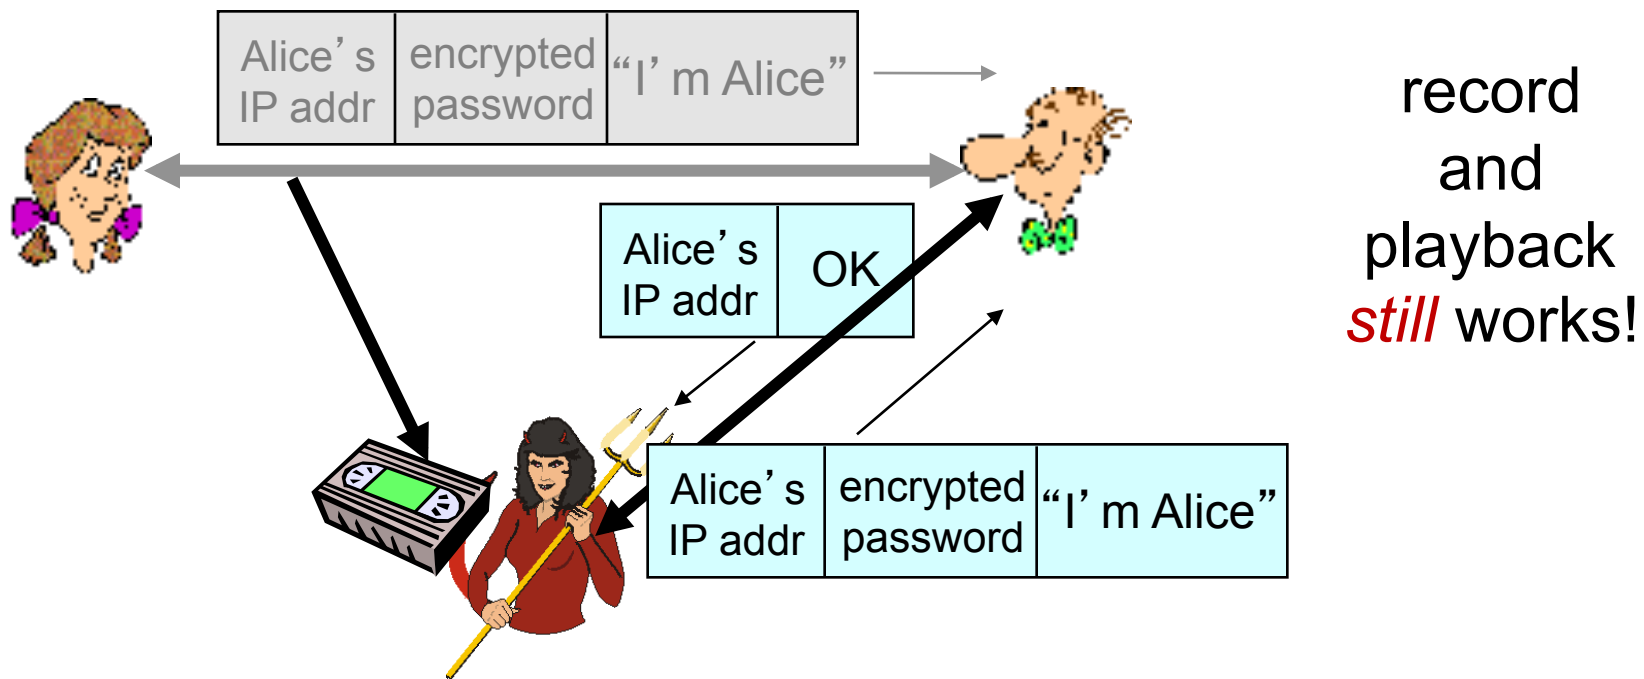 Alice’s
IP addr
encrypted
password
“I’m Alice”
record
and
playback
still works!
Alice’s
IP addr
OK
Alice’s
IP addr
encrypted
password
“I’m Alice”